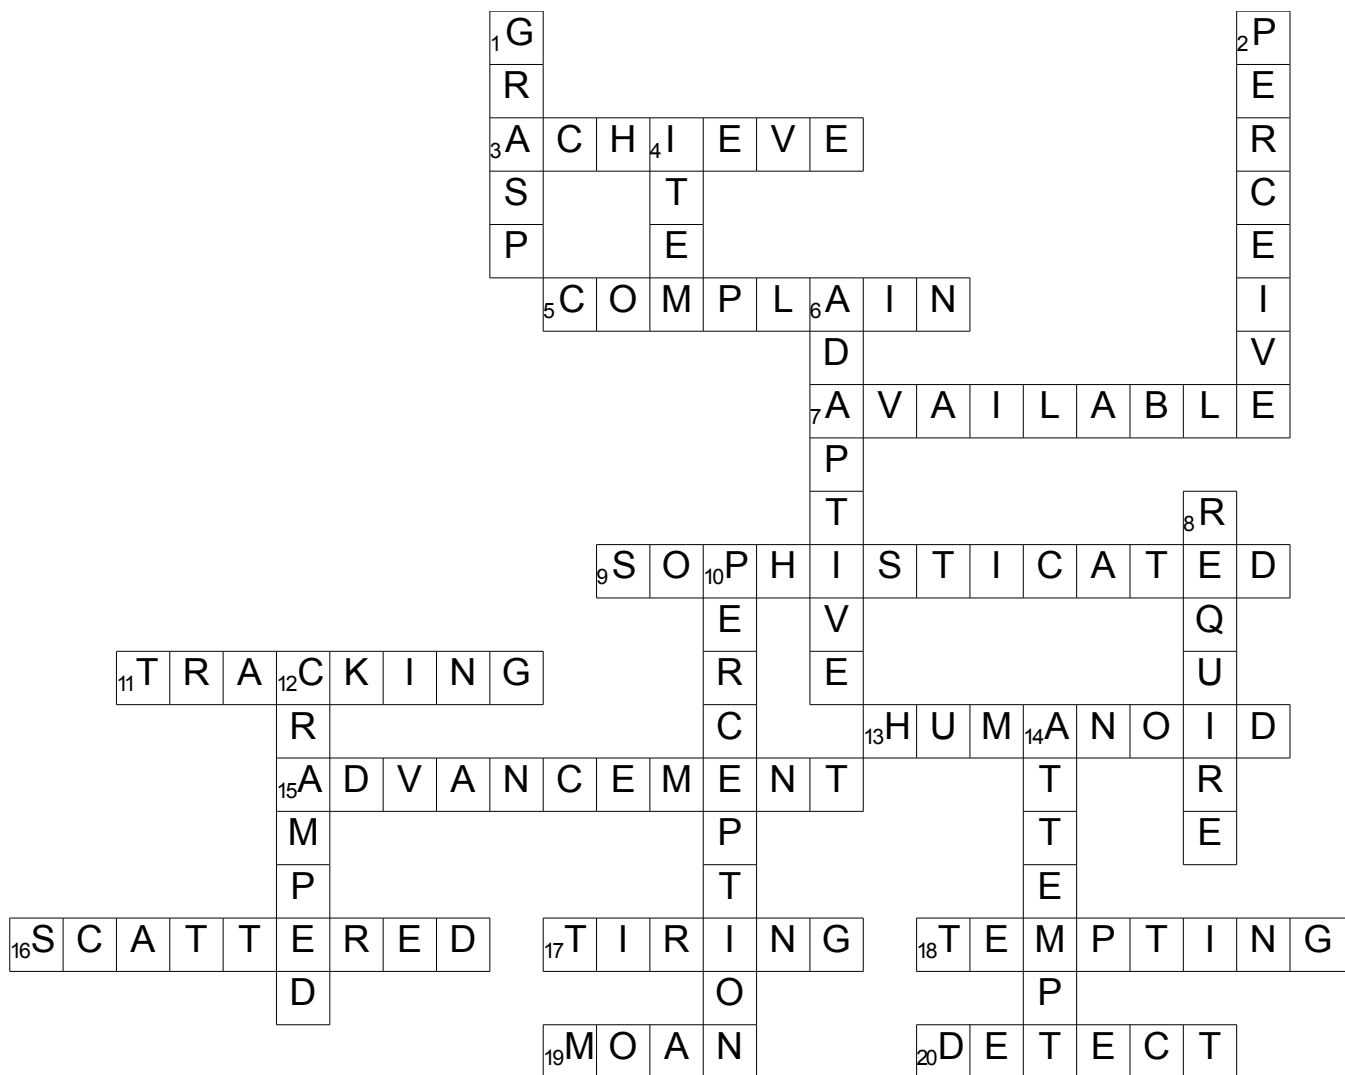 1G 2P
R E
3A C H 4I E V E R
S T C
P E E
5C O M P L 6A I N I
D V
7A V A I L A B L E
P
T 8R
9S O 10P H I S T I C A T E D
E V Q
11T R A 12C K I N G R E U
R C 13H U M 14A N O I D
15A D V A N C E M E N T T R
M P T E
P T E
16S C A T T E R E D 17T I R I N G 18T E M P T I N G
D O P
19M O A N 20D E T E C T